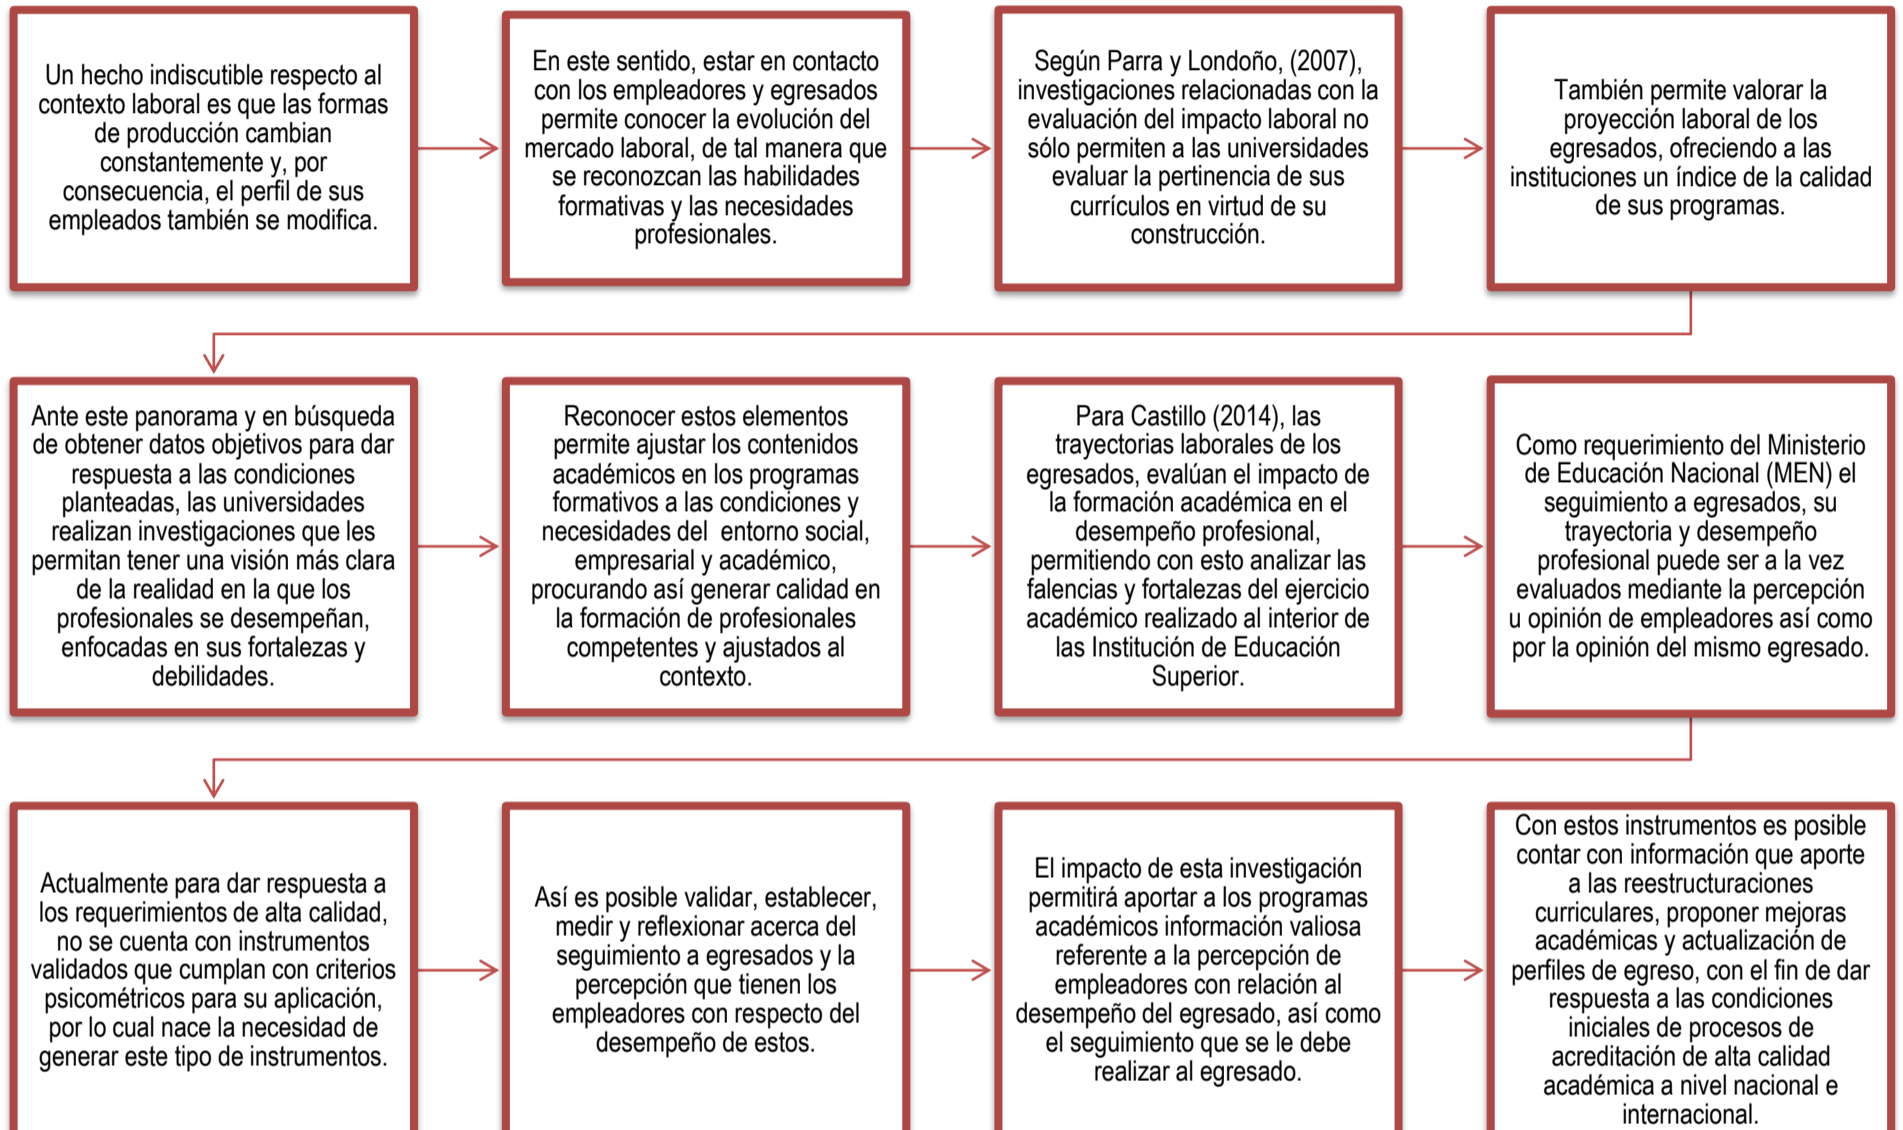 Un hecho indiscutible respecto al
contexto laboral es que las formas
de producción cambian
constantemente y, por
consecuencia, el perfil de sus
empleados también se modifica.
En este sentido, estar en contacto
con los empleadores y egresados
permite conocer la evolución del
mercado laboral, de tal manera que
se reconozcan las habilidades
formativas y las necesidades
profesionales.
Según Parra y Londoño, (2007),
investigaciones relacionadas con la
evaluación del impacto laboral no
sólo permiten a las universidades
evaluar la pertinencia de sus
currículos en virtud de su
construcción.
También permite valorar la
proyección laboral de los
egresados, ofreciendo a las
instituciones un índice de la calidad
de sus programas.
Ante este panorama y en búsqueda
de obtener datos objetivos para dar
respuesta a las condiciones
planteadas, las universidades
realizan investigaciones que les
permitan tener una visión más clara
de la realidad en la que los
profesionales se desempeñan,
enfocadas en sus fortalezas y
debilidades.
Reconocer estos elementos
permite ajustar los contenidos
académicos en los programas
formativos a las condiciones y
necesidades del entorno social,
empresarial y académico,
procurando así generar calidad en
la formación de profesionales
competentes y ajustados al
contexto.
Para Castillo (2014), las
trayectorias laborales de los
egresados, evalúan el impacto de
la formación académica en el
desempeño profesional,
permitiendo con esto analizar las
falencias y fortalezas del ejercicio
académico realizado al interior de
las Institución de Educación
Superior.
Como requerimiento del Ministerio
de Educación Nacional (MEN) el
seguimiento a egresados, su
trayectoria y desempeño
profesional puede ser a la vez
evaluados mediante la percepción
u opinión de empleadores así como
por la opinión del mismo egresado.
Actualmente para dar respuesta a
los requerimientos de alta calidad,
no se cuenta con instrumentos
validados que cumplan con criterios
psicométricos para su aplicación,
por lo cual nace la necesidad de
generar este tipo de instrumentos.
Así es posible validar, establecer,
medir y reflexionar acerca del
seguimiento a egresados y la
percepción que tienen los
empleadores con respecto del
desempeño de estos.
El impacto de esta investigación
permitirá aportar a los programas
académicos información valiosa
referente a la percepción de
empleadores con relación al
desempeño del egresado, así como
el seguimiento que se le debe
realizar al egresado.
Con estos instrumentos es posible
contar con información que aporte
a las reestructuraciones
curriculares, proponer mejoras
académicas y actualización de
perfiles de egreso, con el fin de dar
respuesta a las condiciones
iniciales de procesos de
acreditación de alta calidad
académica a nivel nacional e
internacional.